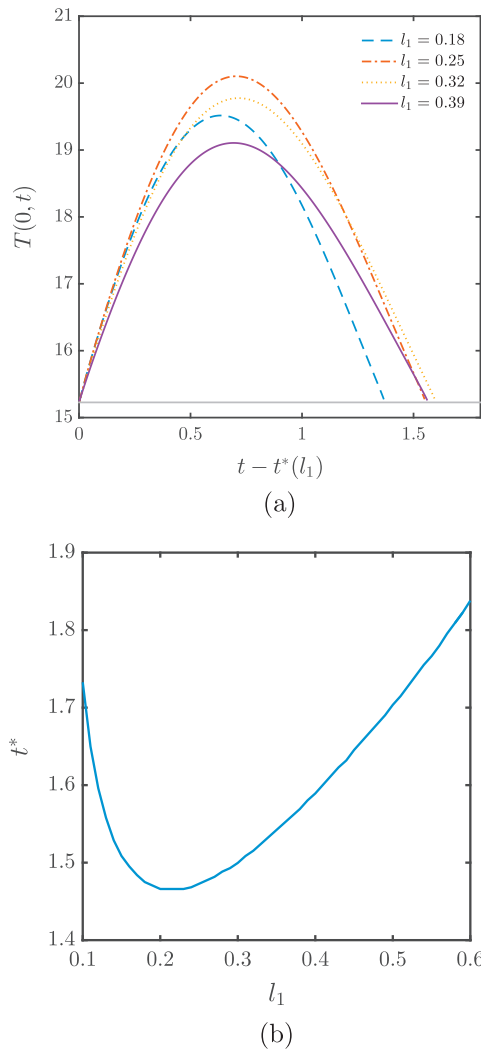 21
20
19
18
17
16
15
T(0, t)
l₁ = 0.18
l₁ = 0.25
l₁ = 0.32
l₁ = 0.39
0 0.5 1 1.5
t − t*(l₁)
(a)
1.9
1.8
1.7
1.6
1.5
1.4
t*
0.1 0.2 0.3 0.4 0.5 0.6
l₁
(b)